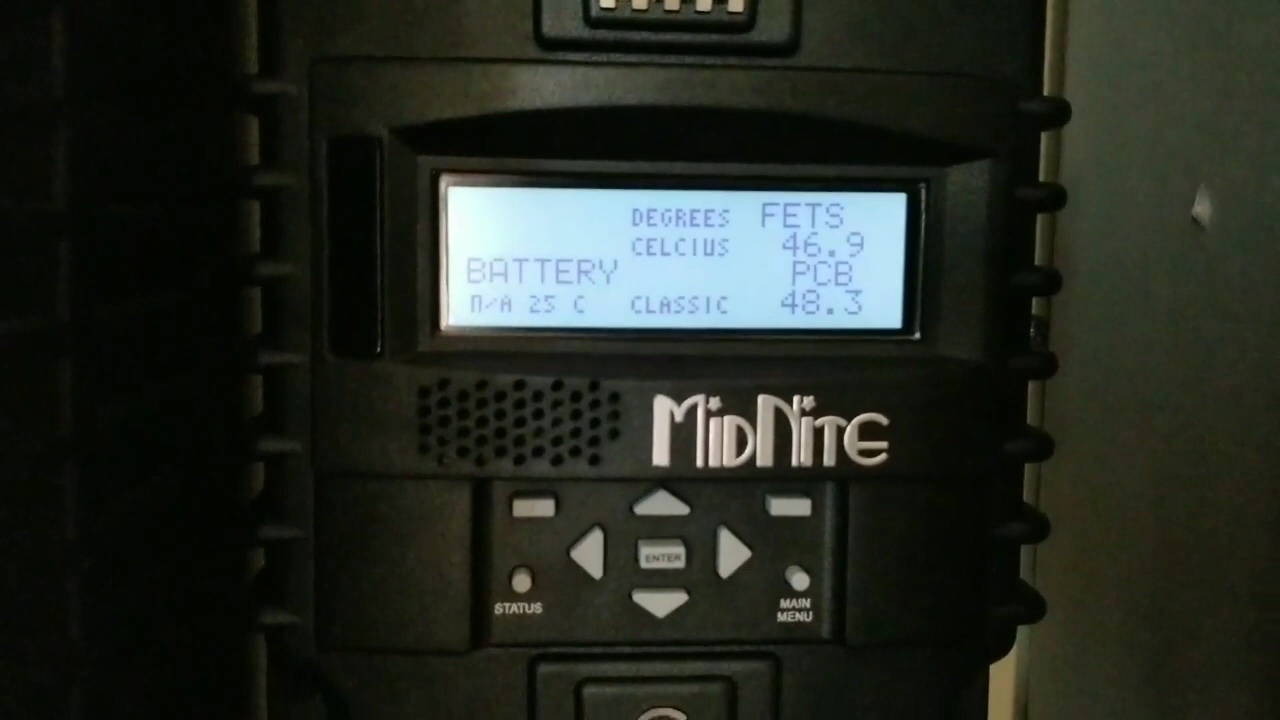 DEGREES FETS
CELCIUS 46.9
BATTERY PCB
N/A 25 C CLASSIC 48.3
MIDNITE
ENTER
STATUS
MAIN
MENU